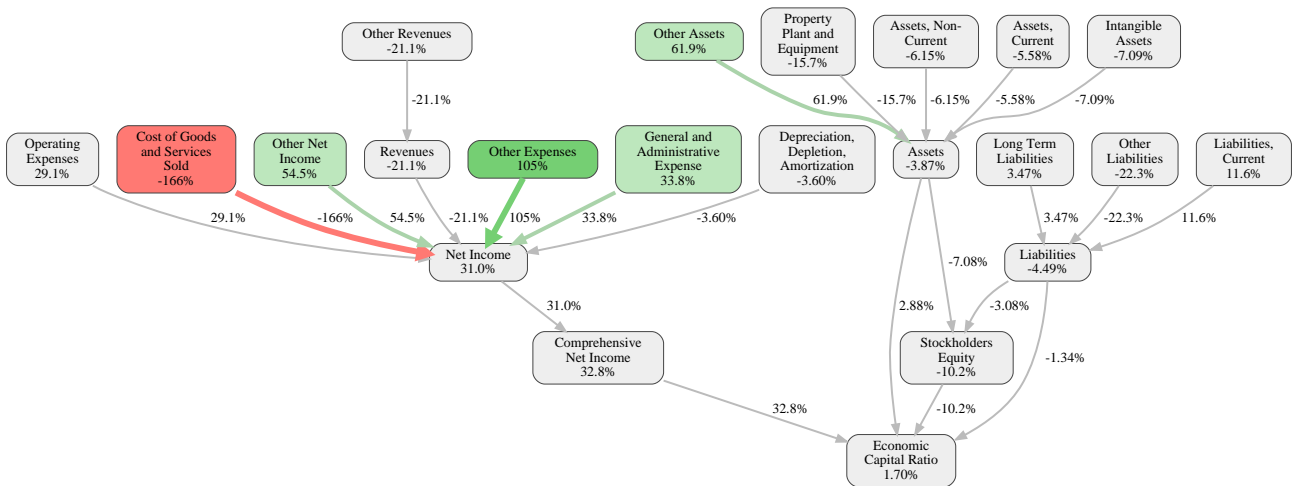 Other Revenues
-21.1%
Other Assets
61.9%
Property
Plant and
Equipment
-15.7%
Assets, Non-
Current
-6.15%
Assets,
Current
-5.58%
Intangible
Assets
-7.09%
-21.1%
61.9%
-15.7%
-6.15%
-5.58%
-7.09%
Operating
Expenses
29.1%
Cost of Goods
and Services
Sold
-166%
Other Net
Income
54.5%
Revenues
-21.1%
Other Expenses
105%
General and
Administrative
Expense
33.8%
Depreciation,
Depletion,
Amortization
-3.60%
Assets
-3.87%
Long Term
Liabilities
3.47%
Other
Liabilities
-22.3%
Liabilities,
Current
11.6%
29.1%
-166%
54.5%
-21.1%
105%
33.8%
-3.60%
3.47%
-22.3%
11.6%
Net Income
31.0%
-7.08%
Liabilities
-4.49%
31.0%
2.88%
-3.08%
Comprehensive
Net Income
32.8%
Stockholders
Equity
-10.2%
-1.34%
32.8%
-10.2%
Economic
Capital Ratio
1.70%